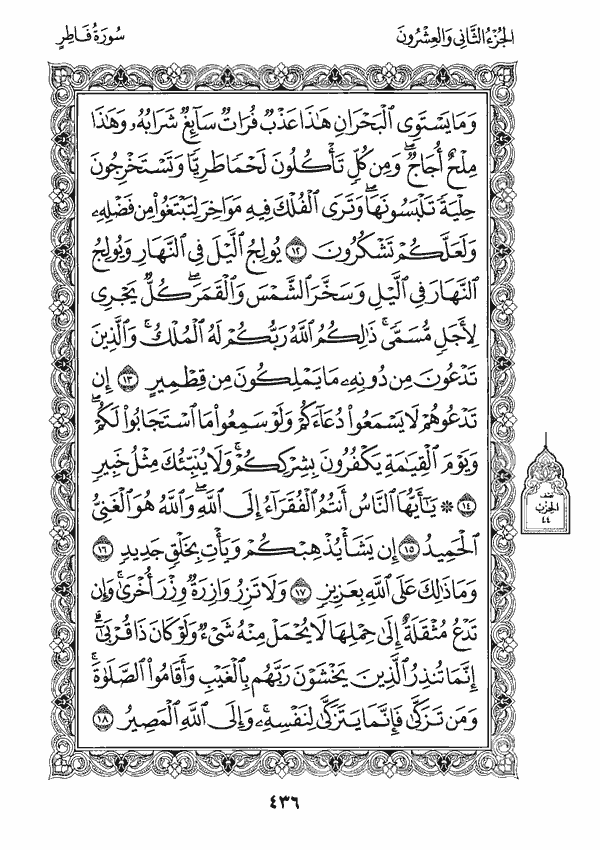 الجُزْءُ الثَّانِي وَالعِشْرُونَ
سُورَةُ فَاطِرٍ
وَمَا يَسْتَوِى ٱلْبَحْرَانِ هَٰذَا عَذْبٌ فُرَاتٌ سَآئِغٌ شَرَابُهُۥ وَهَٰذَا
مِلْحٌ أُجَاجٌ ۖ وَمِن كُلٍّ تَأْكُلُونَ لَحْمًا طَرِيًّا وَتَسْتَخْرِجُونَ
حِلْيَةً تَلْبَسُونَهَا ۖ وَتَرَى ٱلْفُلْكَ فِيهِ مَوَاخِرَ لِتَبْتَغُوا۟ مِن فَضْلِهِۦ
وَلَعَلَّكُمْ تَشْكُرُونَ ١٢ يُولِجُ ٱلَّيْلَ فِى ٱلنَّهَارِ وَيُولِجُ
ٱلنَّهَارَ فِى ٱلَّيْلِ وَسَخَّرَ ٱلشَّمْسَ وَٱلْقَمَرَ ۖ كُلٌّ يَجْرِى
لِأَجَلٍ مُّسَمًّى ۚ ذَٰلِكُمُ ٱللَّهُ رَبُّكُمْ لَهُ ٱلْمُلْكُ ۚ وَٱلَّذِينَ
تَدْعُونَ مِن دُونِهِۦ مَا يَمْلِكُونَ مِن قِطْمِيرٍ ١٣ إِن
تَدْعُوهُمْ لَا يَسْمَعُوا۟ دُعَآءَكُمْ وَلَوْ سَمِعُوا۟ مَا ٱسْتَجَابُوا۟ لَكُمْ ۖ
وَيَوْمَ ٱلْقِيَٰمَةِ يَكْفُرُونَ بِشِرْكِكُمْ ۚ وَلَا يُنَبِّئُكَ مِثْلُ خَبِيرٍ
١٤ ۞ يَٰٓأَيُّهَا ٱلنَّاسُ أَنتُمُ ٱلْفُقَرَآءُ إِلَى ٱللَّهِ ۖ وَٱللَّهُ هُوَ ٱلْغَنِىُّ
ٱلْحَمِيدُ ١٥ إِن يَشَأْ يُذْهِبْكُمْ وَيَأْتِ بِخَلْقٍ جَدِيدٍ ١٦
وَمَا ذَٰلِكَ عَلَى ٱللَّهِ بِعَزِيزٍ ١٧ وَلَا تَزِرُ وَازِرَةٌ وِزْرَ أُخْرَىٰ ۚ وَإِن
تَدْعُ مُثْقَلَةٌ إِلَىٰ حِمْلِهَا لَا يُحْمَلْ مِنْهُ شَىْءٌ وَلَوْ كَانَ ذَا قُرْبَىٰٓ ۗ
إِنَّمَا تُنذِرُ ٱلَّذِينَ يَخْشَوْنَ رَبَّهُم بِٱلْغَيْبِ وَأَقَامُوا۟ ٱلصَّلَوٰةَ ۚ
وَمَن تَزَكَّىٰ فَإِنَّمَا يَتَزَكَّىٰ لِنَفْسِهِۦ ۚ وَإِلَى ٱللَّهِ ٱلْمَصِيرُ ١٨
نصف
الحِزْب
٤٤
٤٣٦